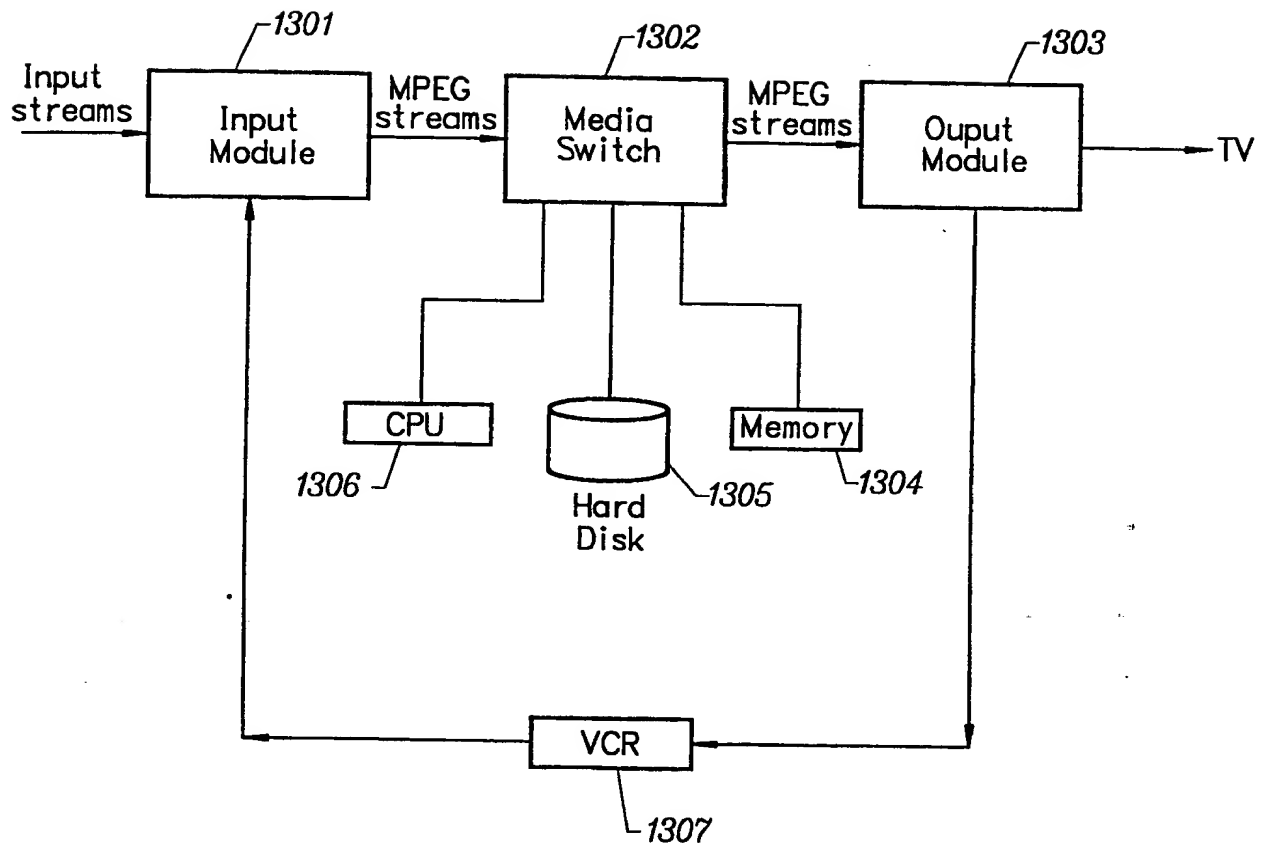 1301
1302
1303
Input
streams
Input
Module
MPEG
streams
Media
Switch
MPEG
streams
Ouput
Module
TV
CPU
1306
Hard
Disk
1305
Memory
1304
VCR
1307